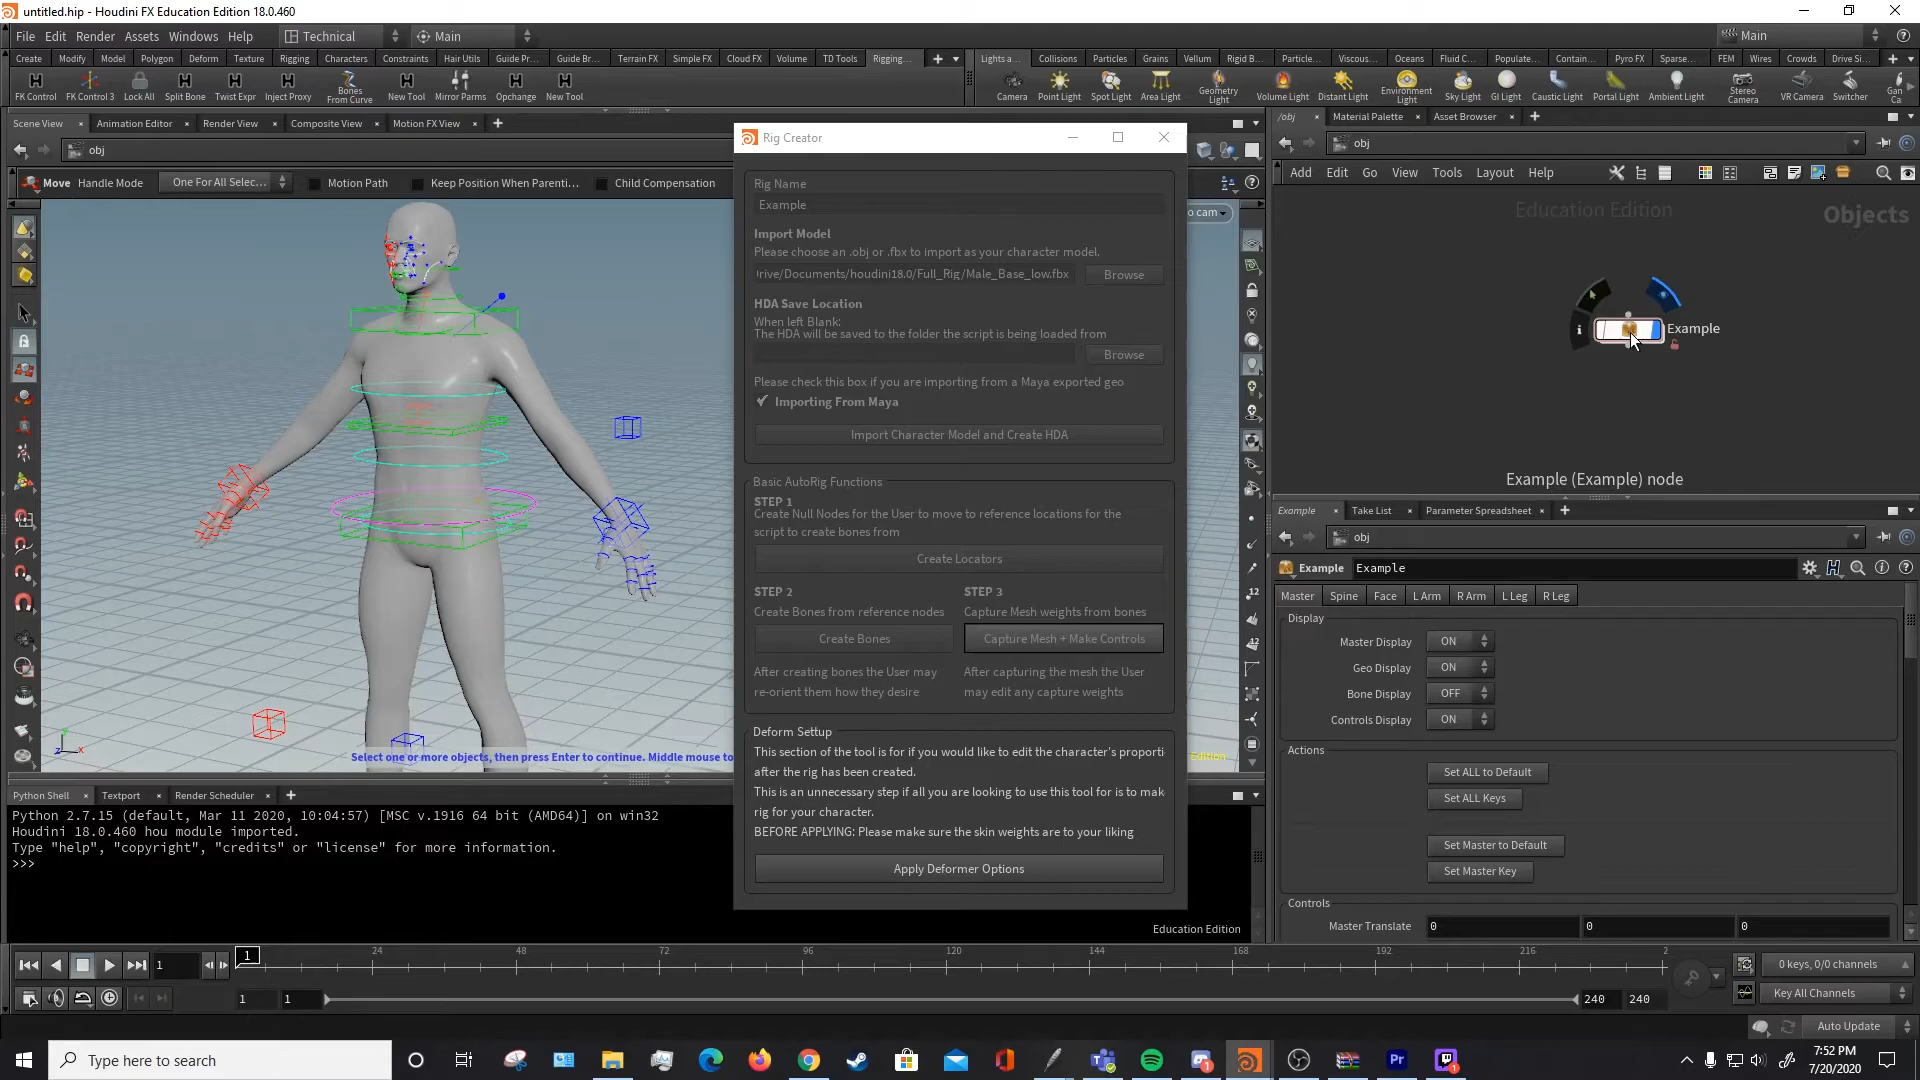 untitled.hip - Houdini FX Education Edition 18.0.460
File Edit Render Assets Windows Help Technical Main Main
Create Modify Model Polygon Deform Texture Rigging Characters Constraints Hair Utils Guide Pr... Guide Br... Terrain FX Simple FX Cloud FX Volume TD Tools Rigging... Lights a... Collisions Particles Grains Vellum Rigid B... Particle... Viscous... Oceans Fluid C... Populate... Contain... Pyro FX Sparse... FEM Wires Crowds Drive Si...
FK Control FK Control 3 Lock All Split Bone Twist Expr Inject Proxy Bones From Curve New Tool Mirror Parms Opchange New Tool Camera Point Light Spot Light Area Light Geometry Light Volume Light Distant Light Environment Light Sky Light GI Light Caustic Light Portal Light Ambient Light Stereo Camera VR Camera Switcher Gan Ca
Scene View Animation Editor Render View Composite View Motion FX View
obj
Move Handle Mode One For All Selec... Motion Path Keep Position When Parenti... Child Compensation
o cam
Select one or more objects, then press Enter to continue. Middle mouse to
Edition
Rig Creator
Rig Name
Example
Import Model
Please choose an .obj or .fbx to import as your character model.
rive/Documents/houdini18.0/Full_Rig/Male_Base_low.fbx Browse
HDA Save Location
When left Blank:
The HDA will be saved to the folder the script is being loaded from
Browse
Please check this box if you are importing from a Maya exported geo
Importing From Maya
Import Character Model and Create HDA
Basic AutoRig Functions
STEP 1
Create Null Nodes for the User to move to reference locations for the
script to create bones from
Create Locators
STEP 2 STEP 3
Create Bones from reference nodes Capture Mesh weights from bones
Create Bones Capture Mesh + Make Controls
After creating bones the User may After capturing the mesh the User
re-orient them how they desire may edit any capture weights
Deform Setup
This section of the tool is for if you would like to edit the character's proporti
after the rig has been created.
This is an unnecessary step if all you are looking to use this tool for is to mak
rig for your character.
BEFORE APPLYING: Please make sure the skin weights are to your liking
Apply Deformer Options
/obj Material Palette Asset Browser
obj
Add Edit Go View Tools Layout Help
Education Edition Objects
Example
Example (Example) node
Example Take List Parameter Spreadsheet
obj
Example Example
Master Spine Face L Arm R Arm L Leg R Leg
Display
Master Display ON
Geo Display ON
Bone Display OFF
Controls Display ON
Actions
Set ALL to Default
Set ALL Keys
Set Master to Default
Set Master Key
Controls
Master Translate 0 0 0
Python Shell Textport Render Scheduler
Python 2.7.15 (default, Mar 11 2020, 10:04:57) [MSC v.1916 64 bit (AMD64)] on win32
Houdini 18.0.460 hou module imported.
Type "help", "copyright", "credits" or "license" for more information.
>>>
Education Edition
1 1 24 48 72 96 120 144 168 192 216 2
0 keys, 0/0 channels
1 1 240 240 Key All Channels
Auto Update
Type here to search
7:52 PM
7/20/2020